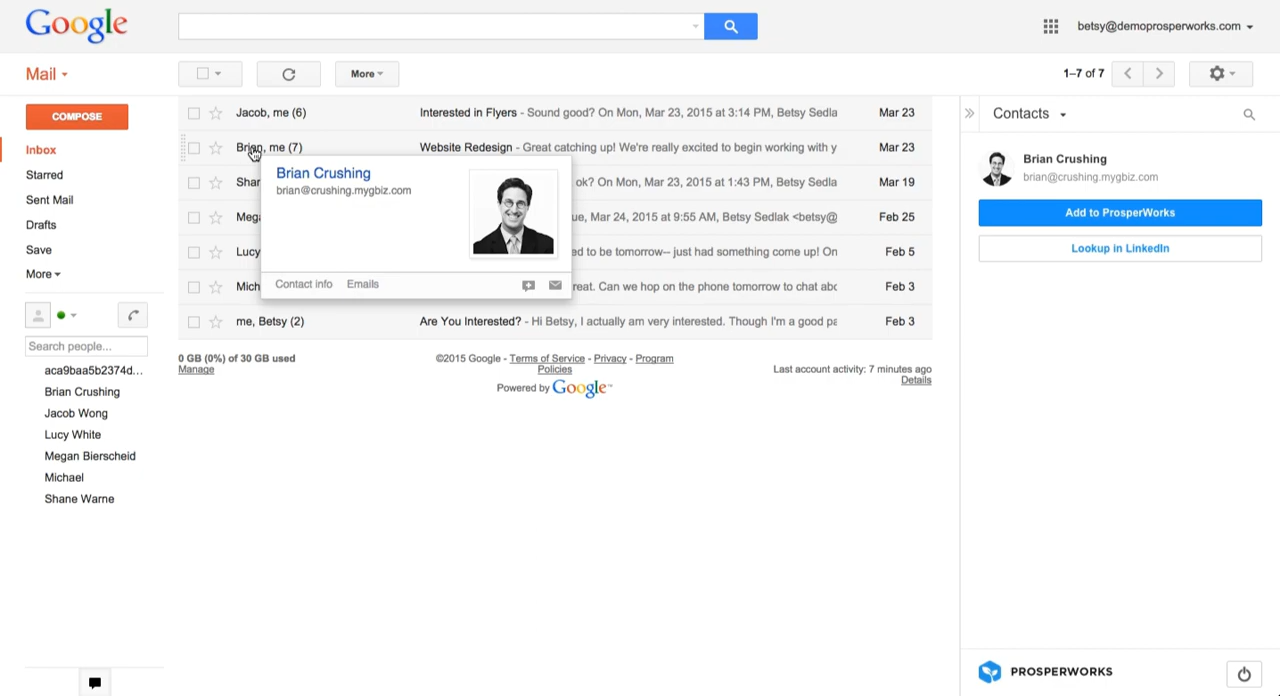 Google
betsy@demoprosperworks.com
Mail
More
1–7 of 7
COMPOSE
Inbox
Starred
Sent Mail
Drafts
Save
More
Search people...
aca9baa5b2374d...
Brian Crushing
Jacob Wong
Lucy White
Megan Bierscheid
Michael
Shane Warne
Jacob, me (6) Interested in Flyers - Sound good? On Mon, Mar 23, 2015 at 3:14 PM, Betsy Sedla Mar 23
Brian, me (7) Website Redesign - Great catching up! We're really excited to begin working with y Mar 23
Shar ok? On Mon, Mar 23, 2015 at 1:43 PM, Betsy Sedla Mar 19
Mega ue, Mar 24, 2015 at 9:55 AM, Betsy Sedlak <betsy@ Feb 25
Lucy ed to be tomorrow-- just had something come up! On Feb 5
Mich reat. Can we hop on the phone tomorrow to chat abc Feb 3
me, Betsy (2) Are You Interested? - Hi Betsy, I actually am very interested. Though I'm a good pa Feb 3
Brian Crushing
brian@crushing.mygbiz.com
Contact info Emails
0 GB (0%) of 30 GB used
Manage
©2015 Google - Terms of Service - Privacy - Program
Policies
Powered by Google™
Last account activity: 7 minutes ago
Details
Contacts
Brian Crushing
brian@crushing.mygbiz.com
Add to ProsperWorks
Lookup in LinkedIn
PROSPERWORKS